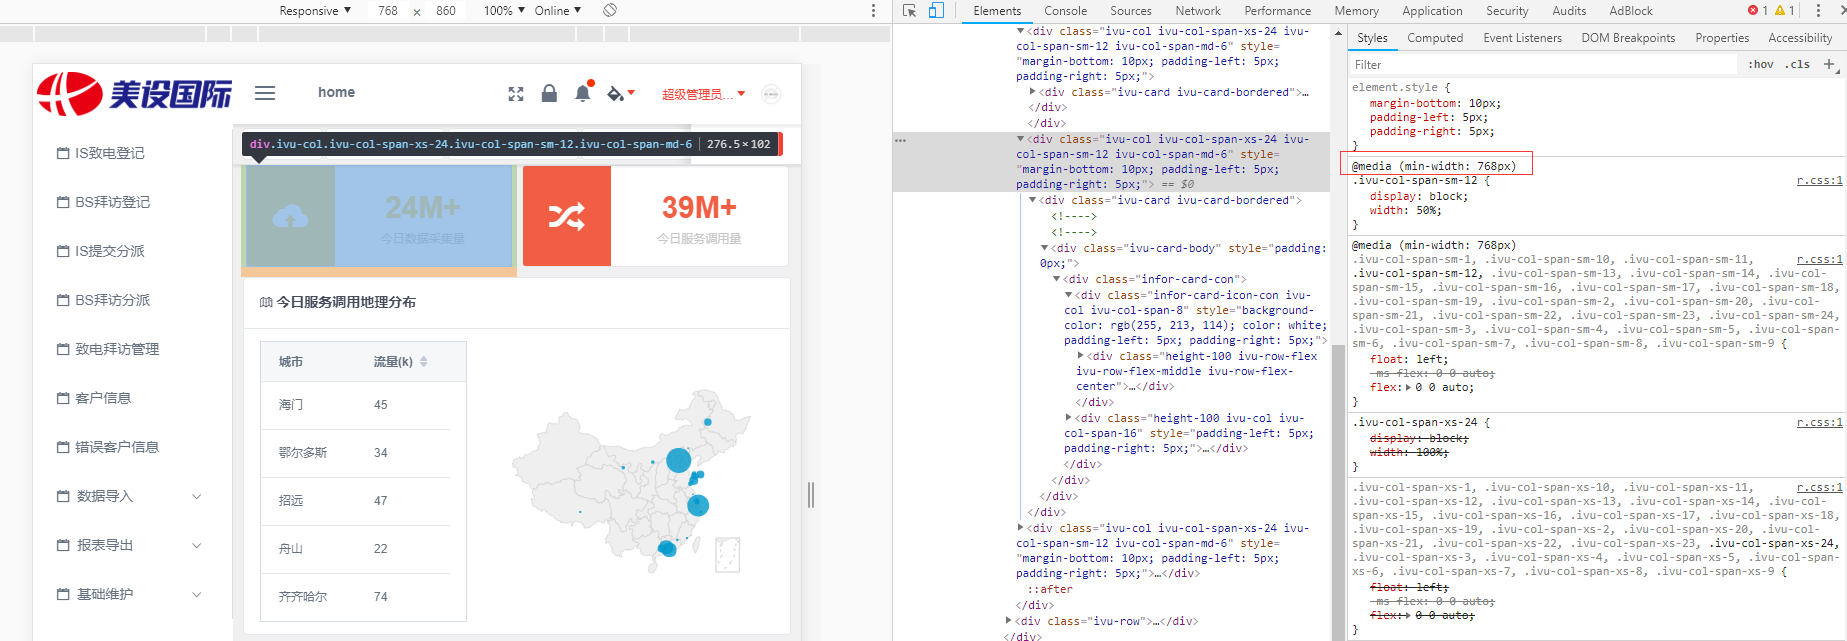 Responsive ▼ 768 × 860 100% ▼ Online ▼
Elements Console Sources Network Performance Memory Application Security Audits AdBlock 1 1
美设国际
home
超级管理员...
div.ivu-col.ivu-col-span-xs-24.ivu-col-span-sm-12.ivu-col-span-md-6 276.5×102
IS致电登记
BS拜访登记
IS提交分派
BS拜访分派
致电拜访管理
客户信息
错误客户信息
数据导入
报表导出
基础维护
24M+
今日数据采集量
39M+
今日服务调用量
今日服务调用地理分布
城市 流量(k)
海门 45
鄂尔多斯 34
招远 47
舟山 22
齐齐哈尔 74
▼<div class="ivu-col ivu-col-span-xs-24 ivu-
col-span-sm-12 ivu-col-span-md-6" style=
"margin-bottom: 10px; padding-left: 5px;
padding-right: 5px;">
▶<div class="ivu-card ivu-card-bordered">…
</div>
</div>
… ▼<div class="ivu-col ivu-col-span-xs-24 ivu-
col-span-sm-12 ivu-col-span-md-6" style=
"margin-bottom: 10px; padding-left: 5px;
padding-right: 5px;"> == $0
▼<div class="ivu-card ivu-card-bordered">
<!---->
<!---->
▼<div class="ivu-card-body" style="padding:
0px;">
▼<div class="infor-card-con">
▼<div class="infor-card-icon-con ivu-
col ivu-col-span-8" style="background-
color: rgb(255, 213, 114); color: white;
padding-left: 5px; padding-right: 5px;">
▶<div class="height-100 ivu-row-flex
ivu-row-flex-middle ivu-row-flex-
center">…</div>
</div>
▶<div class="height-100 ivu-col ivu-
col-span-16" style="padding-left: 5px;
padding-right: 5px;">…</div>
</div>
</div>
</div>
</div>
▶<div class="ivu-col ivu-col-span-xs-24 ivu-
col-span-sm-12 ivu-col-span-md-6" style=
"margin-bottom: 10px; padding-left: 5px;
padding-right: 5px;">…</div>
::after
</div>
▶<div class="ivu-row">…</div>
</div>
Styles Computed Event Listeners DOM Breakpoints Properties Accessibility
Filter :hov .cls +
element.style {
margin-bottom: 10px;
padding-left: 5px;
padding-right: 5px;
}
@media (min-width: 768px)
.ivu-col-span-sm-12 { r.css:1
display: block;
width: 50%;
}
@media (min-width: 768px)
.ivu-col-span-sm-1, .ivu-col-span-sm-10, .ivu-col-span-sm-11, r.css:1
.ivu-col-span-sm-12, .ivu-col-span-sm-13, .ivu-col-span-sm-14, .ivu-col-
span-sm-15, .ivu-col-span-sm-16, .ivu-col-span-sm-17, .ivu-col-span-sm-18,
.ivu-col-span-sm-19, .ivu-col-span-sm-2, .ivu-col-span-sm-20, .ivu-col-
span-sm-21, .ivu-col-span-sm-22, .ivu-col-span-sm-23, .ivu-col-span-sm-24,
.ivu-col-span-sm-3, .ivu-col-span-sm-4, .ivu-col-span-sm-5, .ivu-col-span-
sm-6, .ivu-col-span-sm-7, .ivu-col-span-sm-8, .ivu-col-span-sm-9 {
float: left;
-ms-flex: 0 0 auto;
flex:▶0 0 auto;
}
.ivu-col-span-xs-24 { r.css:1
display: block;
width: 100%;
}
.ivu-col-span-xs-1, .ivu-col-span-xs-10, .ivu-col-span-xs-11, r.css:1
.ivu-col-span-xs-12, .ivu-col-span-xs-13, .ivu-col-span-xs-14, .ivu-col-
span-xs-15, .ivu-col-span-xs-16, .ivu-col-span-xs-17, .ivu-col-span-xs-18,
.ivu-col-span-xs-19, .ivu-col-span-xs-2, .ivu-col-span-xs-20, .ivu-col-
span-xs-21, .ivu-col-span-xs-22, .ivu-col-span-xs-23, .ivu-col-span-xs-24,
.ivu-col-span-xs-3, .ivu-col-span-xs-4, .ivu-col-span-xs-5, .ivu-col-span-
xs-6, .ivu-col-span-xs-7, .ivu-col-span-xs-8, .ivu-col-span-xs-9 {
float: left;
-ms-flex: 0 0 auto;
flex:▶0 0 auto;
}